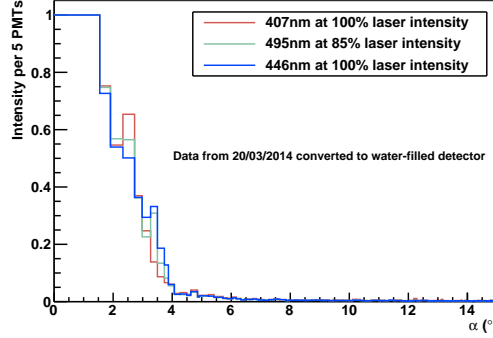 Intensity per 5 PMTs
407nm at 100% laser intensity
495nm at 85% laser intensity
446nm at 100% laser intensity
Data from 20/03/2014 converted to water-filled detector
1
0.8
0.6
0.4
0.2
0
0 2 4 6 8 10 12 14
α (°